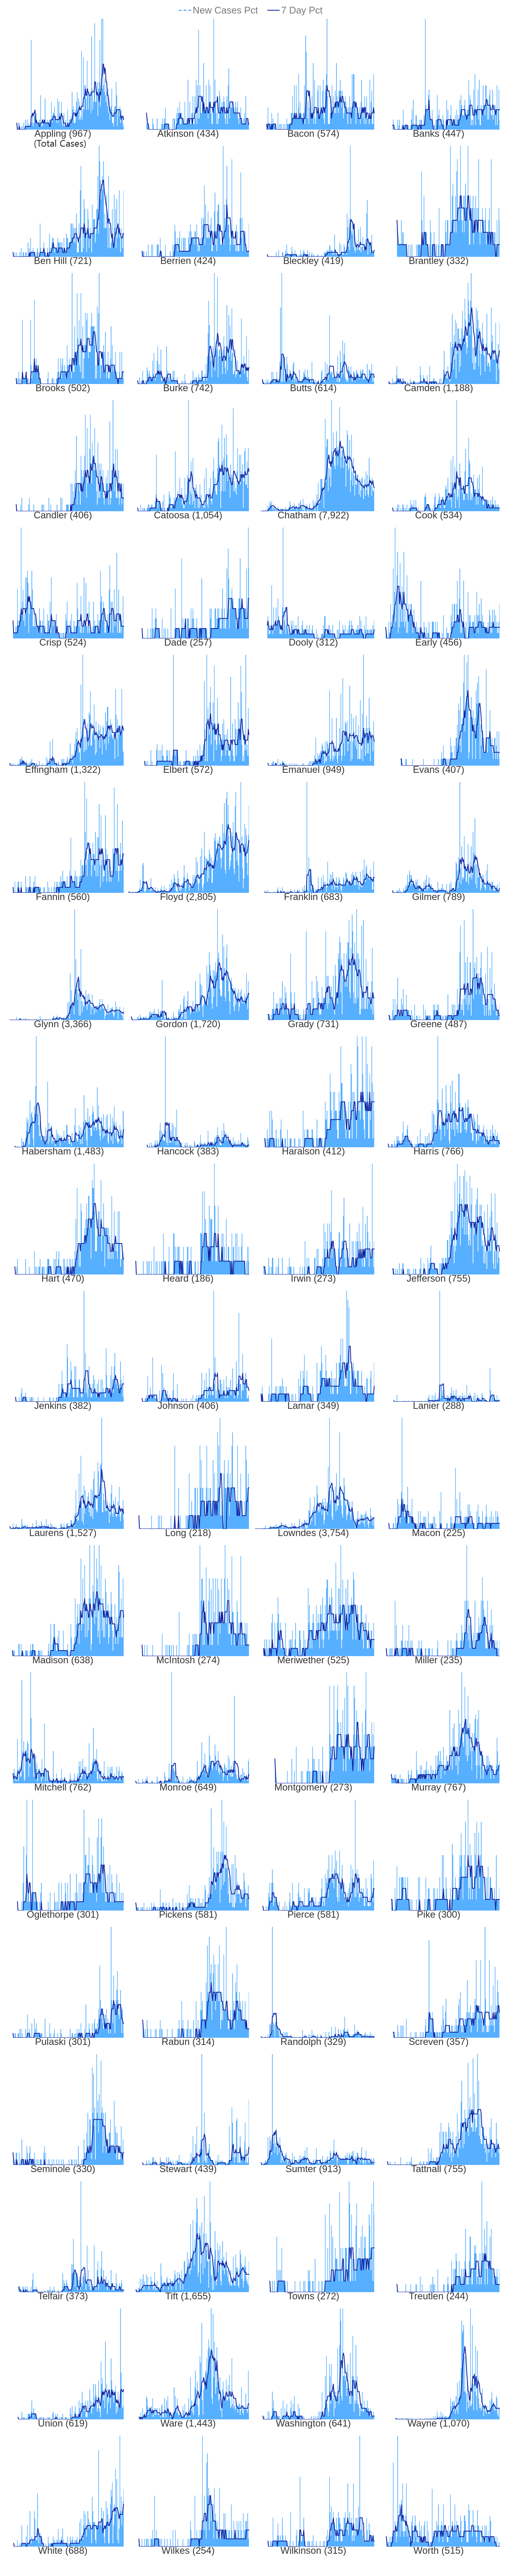 New Cases Pct 7 Day Pct
Appling (967) Atkinson (434) Bacon (574) Banks (447)
(Total Cases)
Ben Hill (721) Berrien (424) Bleckley (419) Brantley (332)
Brooks (502) Burke (742) Butts (614) Camden (1,188)
Candler (406) Catoosa (1,054) Chatham (7,922) Cook (534)
Crisp (524) Dade (257) Dooly (312) Early (456)
Effingham (1,322) Elbert (572) Emanuel (949) Evans (407)
Fannin (560) Floyd (2,805) Franklin (683) Gilmer (789)
Glynn (3,366) Gordon (1,720) Grady (731) Greene (487)
Habersham (1,483) Hancock (383) Haralson (412) Harris (766)
Hart (470) Heard (186) Irwin (273) Jefferson (755)
Jenkins (382) Johnson (406) Lamar (349) Lanier (288)
Laurens (1,527) Long (218) Lowndes (3,754) Macon (225)
Madison (638) McIntosh (274) Meriwether (525) Miller (235)
Mitchell (762) Monroe (649) Montgomery (273) Murray (767)
Oglethorpe (301) Pickens (581) Pierce (581) Pike (300)
Pulaski (301) Rabun (314) Randolph (329) Screven (357)
Seminole (330) Stewart (439) Sumter (913) Tattnall (755)
Telfair (373) Tift (1,655) Towns (272) Treutlen (244)
Union (619) Ware (1,443) Washington (641) Wayne (1,070)
White (688) Wilkes (254) Wilkinson (315) Worth (515)